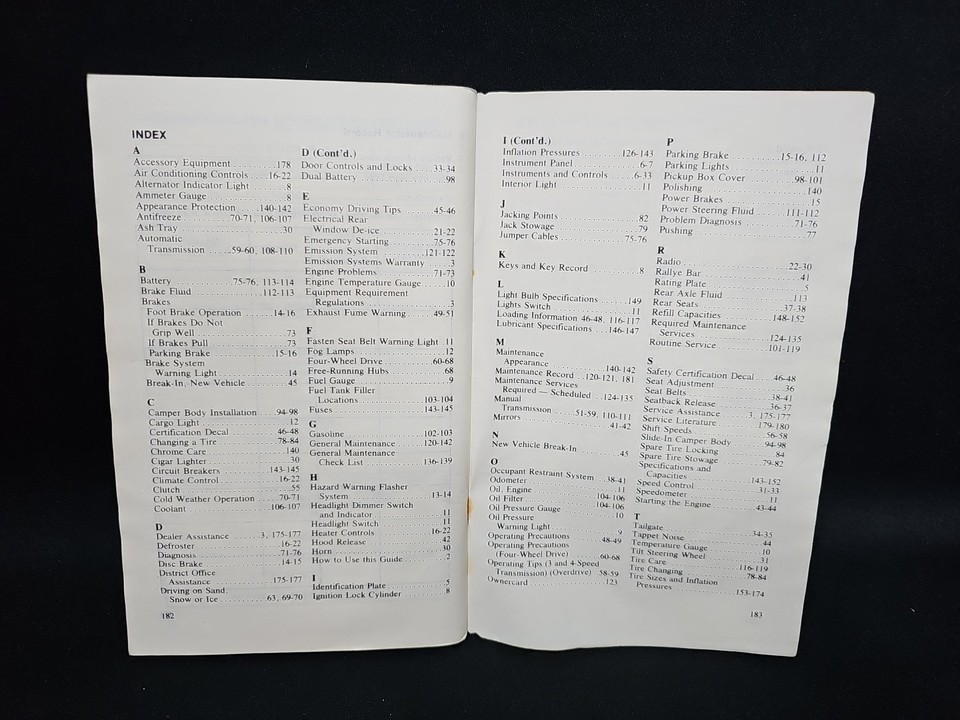 INDEX
A
Accessory Equipment ..........178
Air Conditioning Controls ....16-22
Alternator Indicator Light ......8
Ammeter Gauge ..............8
Appearance Protection ....140-142
Antifreeze ..........70-71, 106-107
Ash Tray ....................30
Automatic
Transmission .....59-60, 108-110
B
Battery ............75-76, 113-114
Brake Fluid .............112-113
Brakes
Foot Brake Operation ......14-16
If Brakes Do Not
Grip Well ..................73
If Brakes Pull ...............73
Parking Brake ............15-16
Brake System
Warning Light ..............14
Break-In, New Vehicle ........45
C
Camper Body Installation ....94-98
Cargo Light .................12
Certification Decal .........46-48
Changing a Tire ............78-84
Chrome Care ...............140
Cigar Lighter ................30
Circuit Breakers ..........143-145
Climate Control ............16-22
Clutch .....................55
Cold Weather Operation .....70-71
Coolant ................106-107
D
Dealer Assistance .......3, 175-177
Defroster .................16-22
Diagnosis .................71-76
Disc Brake ................14-15
District Office
Assistance .............175-177
Driving on Sand,
Snow or Ice ..........63, 69-70
182
D (Cont'd.)
Door Controls and Locks ....33-34
Dual Battery ................98
E
Economy Driving Tips .......45-46
Electrical Rear
Window De-ice ...........21-22
Emergency Starting .........75-76
Emission System .........121-122
Emission Systems Warranty .....3
Engine Problems ...........71-73
Engine Temperature Gauge .....10
Equipment Requirement
Regulations .................3
Exhaust Fume Warning ......49-51
F
Fasten Seat Belt Warning Light 11
Fog Lamps .................12
Four-Wheel Drive ..........60-68
Free-Running Hubs ...........68
Fuel Gauge .................9
Fuel Tank Filler
Locations ..............103-104
Fuses ..................143-145
G
Gasoline ................102-103
General Maintenance .....120-142
General Maintenance
Check List .............136-139
H
Hazard Warning Flasher
System .................13-14
Headlight Dimmer Switch
and Indicator ..............11
Headlight Switch .............11
Heater Controls ............16-22
Hood Release ...............42
Horn ......................30
How to Use this Guide ........2
I
Identification Plate ............5
Ignition Lock Cylinder .........8
I (Cont'd.)
Inflation Pressures .......126-143
Instrument Panel ............6-7
Instruments and Controls .....6-33
Interior Light ................11
J
Jacking Points ...............82
Jack Stowage ................79
Jumper Cables .............75-76
K
Keys and Key Record ..........8
L
Light Bulb Specifications .......149
Lights Switch ................11
Loading Information 46-48, 116-117
Lubricant Specifications ....146-147
M
Maintenance
Appearance .............140-142
Maintenance Record ..120-121, 181
Maintenance Services
Required — Scheduled ..124-135
Manual
Transmission .....51-59, 110-111
Mirrors ..................41-42
N
New Vehicle Break-In .........45
O
Occupant Restraint System ...38-41
Odometer ..................11
Oil, Engine ..............104-106
Oil Filter ................104-106
Oil Pressure Gauge ...........10
Oil Pressure
Warning Light ..............9
Operating Precautions .......48-49
Operating Precautions
(Four-Wheel Drive) ........60-68
Operating Tips (3 and 4-Speed
Transmission) (Overdrive) 58-59
Ownercard .................123
P
Parking Brake .........15-16, 112
Parking Lights ..............11
Pickup Box Cover .........98-101
Polishing ..................140
Power Brakes ...............15
Power Steering Fluid .....111-112
Problem Diagnosis .........71-76
Pushing ....................77
R
Radio ....................22-30
Rallye Bar ..................41
Rating Plate .................5
Rear Axle Fluid .............113
Rear Seats ................37-38
Refill Capacities .........148-152
Required Maintenance
Services ...............124-135
Routine Service .........101-119
S
Safety Certification Decal ....46-48
Seat Adjustment .............36
Seat Belts ................38-41
Seatback Release ...........36-37
Service Assistance .....3, 175-177
Service Literature ........179-180
Shift Speeds ..............56-58
Slide-In Camper Body .......94-98
Spare Tire Locking ...........84
Spare Tire Stowage .........79-82
Specifications and
Capacities ..............143-152
Speed Control .............31-33
Speedometer ................11
Starting the Engine .........43-44
T
Tailgate ..................34-35
Tappet Noise ................44
Temperature Gauge ..........10
Tilt Steering Wheel ...........31
Tire Care ...............116-119
Tire Changing .............78-84
Tire Sizes and Inflation
Pressures ..............153-174
183